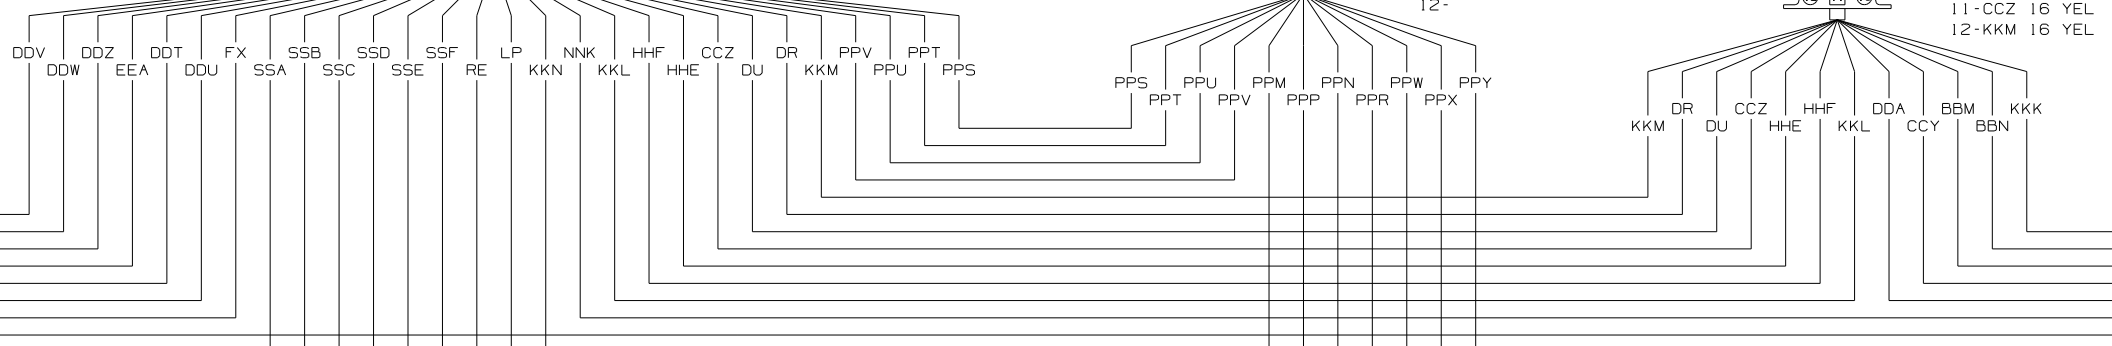 12-
11-CCZ 16 YEL
12-KKM 16 YEL
DDV DDZ DDT FX SSB SSD SSF LP NNK HHF CCZ DR PPV PPT
DDW EEA DDU SSA SSC SSE RE KKN KKL HHE DU KKM PPU PPS
PPS PPU PPM PPN PPW PPY
PPT PPV PPP PPR PPX
DR CCZ HHF DDA BBM KKK
KKM DU HHE KKL CCY BBN